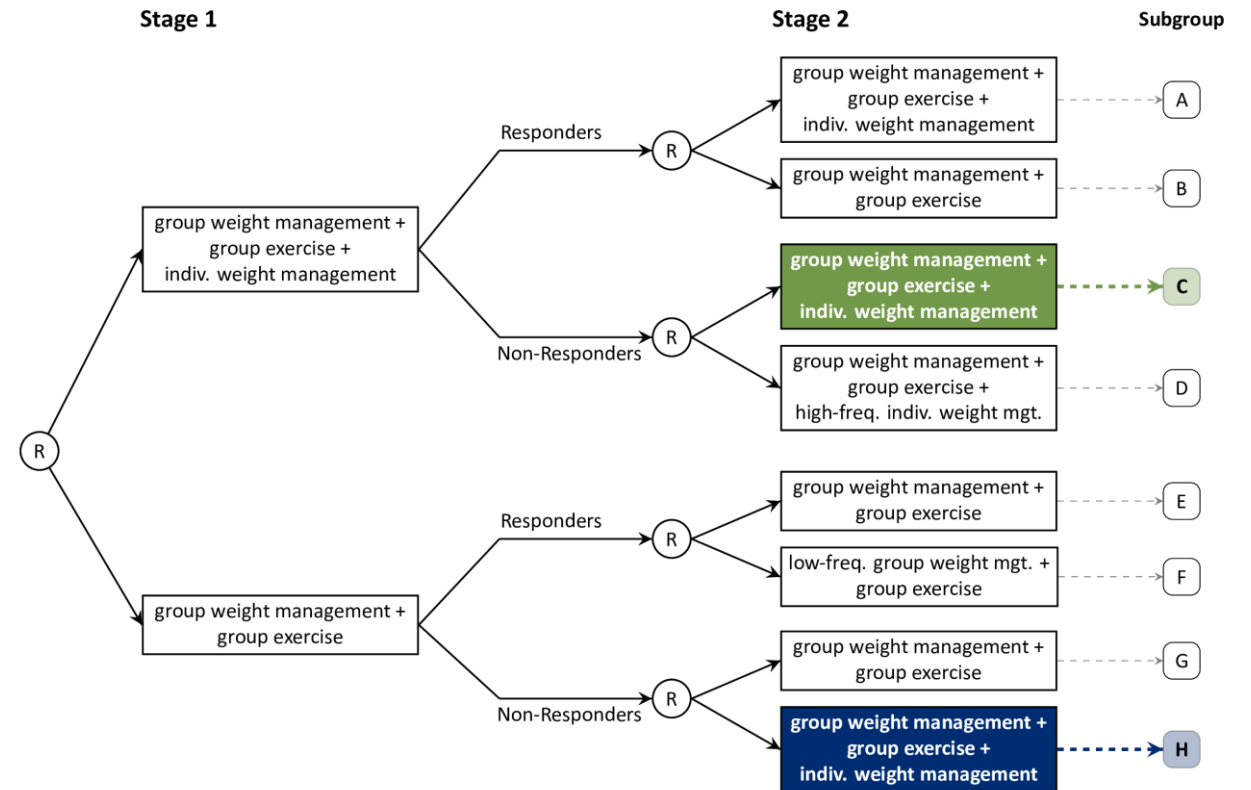 Stage 1
Stage 2
Subgroup
group weight management +
group exercise +
indiv. weight management
A
Responders
R
group weight management +
group exercise
B
group weight management +
group exercise +
indiv. weight management
group weight management +
group exercise +
indiv. weight management
C
Non-Responders
R
group weight management +
group exercise +
high-freq. indiv. weight mgt.
D
R
group weight management +
group exercise
E
Responders
R
low-freq. group weight mgt. +
group exercise
F
group weight management +
group exercise
group weight management +
group exercise
G
Non-Responders
R
group weight management +
group exercise +
indiv. weight management
H